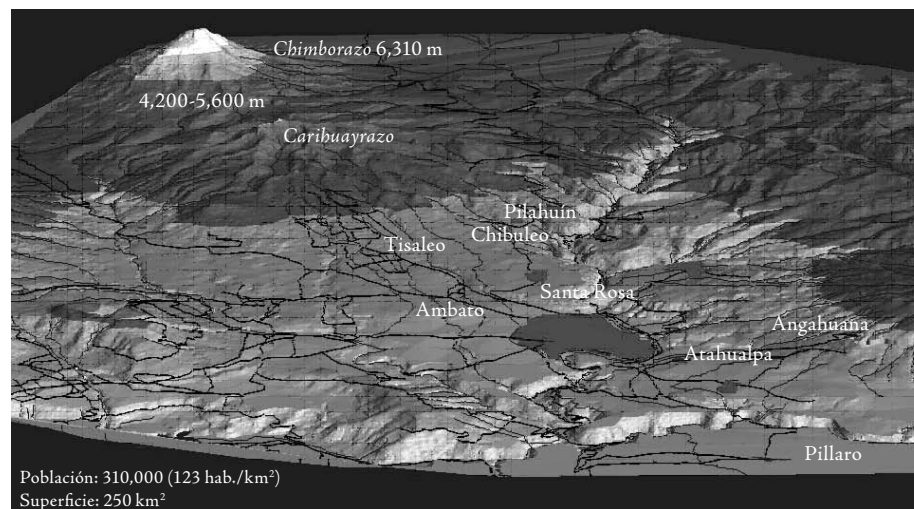 Chimborazo 6,310 m
4,200-5,600 m
Carihuayrazo
Pilahuín
Chibuleo
Tisaleo
Santa Rosa
Ambato
Angahuana
Atahualpa
Pillaro
Población: 310,000 (123 hab./km²)
Superficie: 250 km²